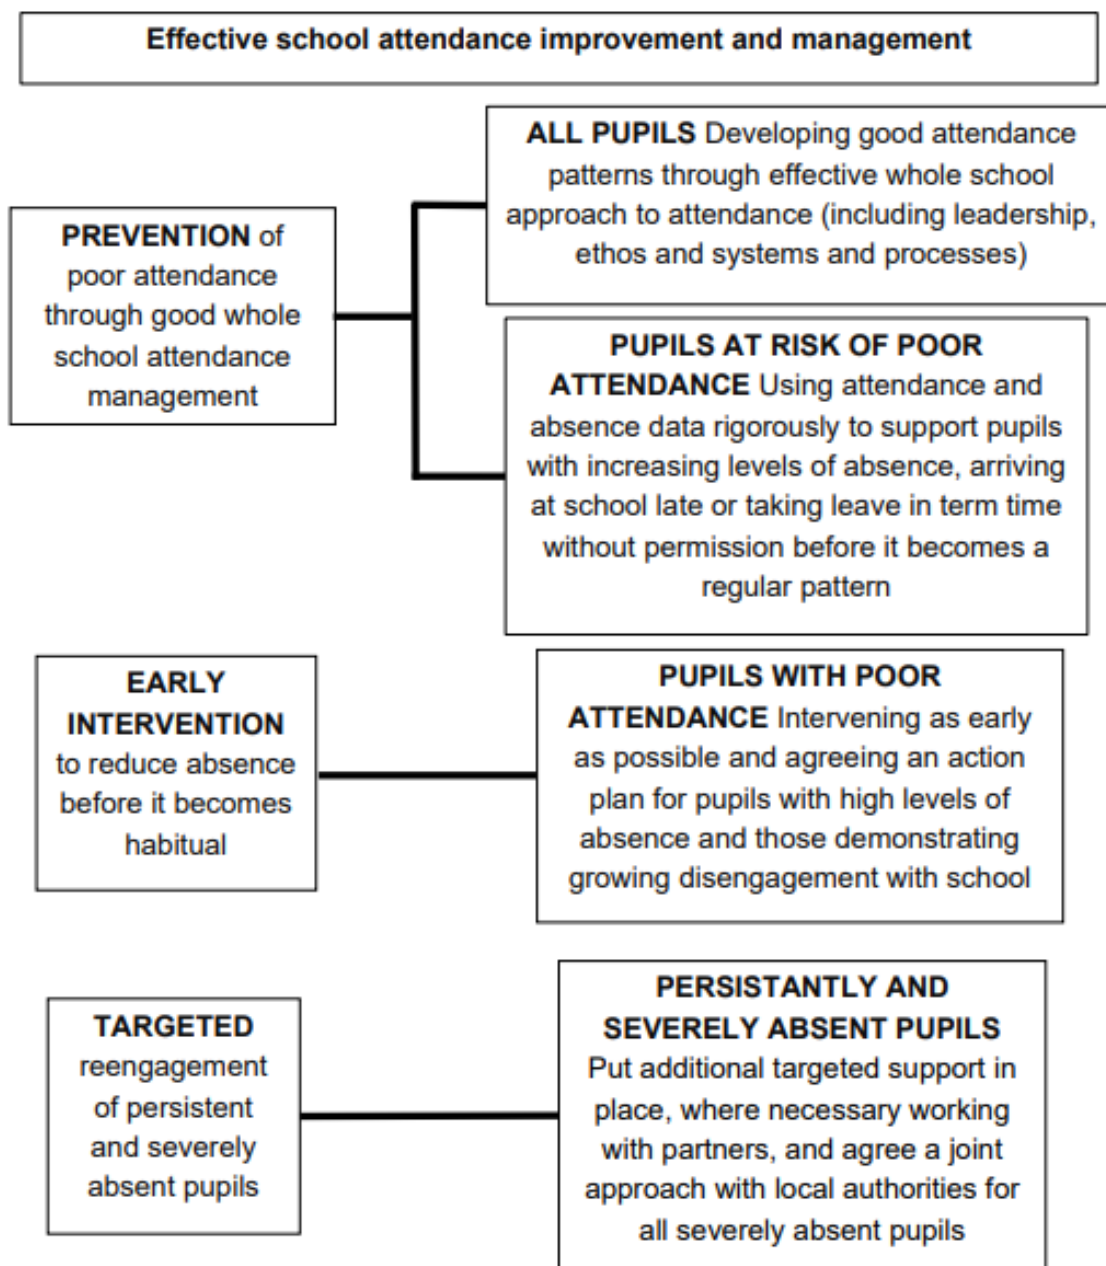 Effective school attendance improvement and management
PREVENTION of
poor attendance
through good whole
school attendance
management
ALL PUPILS Developing good attendance
patterns through effective whole school
approach to attendance (including leadership,
ethos and systems and processes)
PUPILS AT RISK OF POOR
ATTENDANCE Using attendance and
absence data rigorously to support pupils
with increasing levels of absence, arriving
at school late or taking leave in term time
without permission before it becomes a
regular pattern
EARLY
INTERVENTION
to reduce absence
before it becomes
habitual
PUPILS WITH POOR
ATTENDANCE Intervening as early
as possible and agreeing an action
plan for pupils with high levels of
absence and those demonstrating
growing disengagement with school
TARGETED
reengagement
of persistent
and severely
absent pupils
PERSISTANTLY AND
SEVERELY ABSENT PUPILS
Put additional targeted support in
place, where necessary working
with partners, and agree a joint
approach with local authorities for
all severely absent pupils